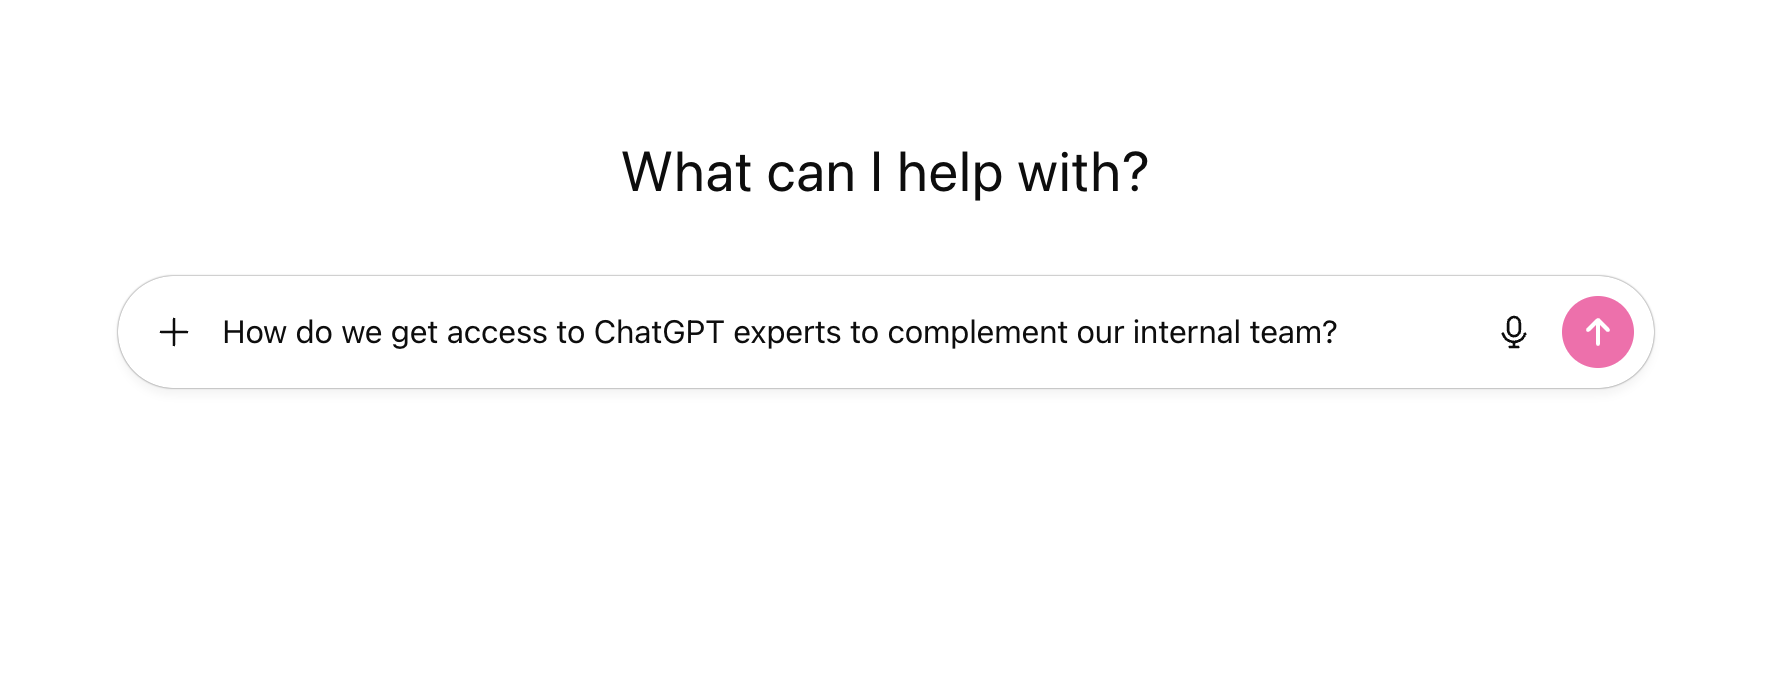 What can I help with?
How do we get access to ChatGPT experts to complement our internal team?